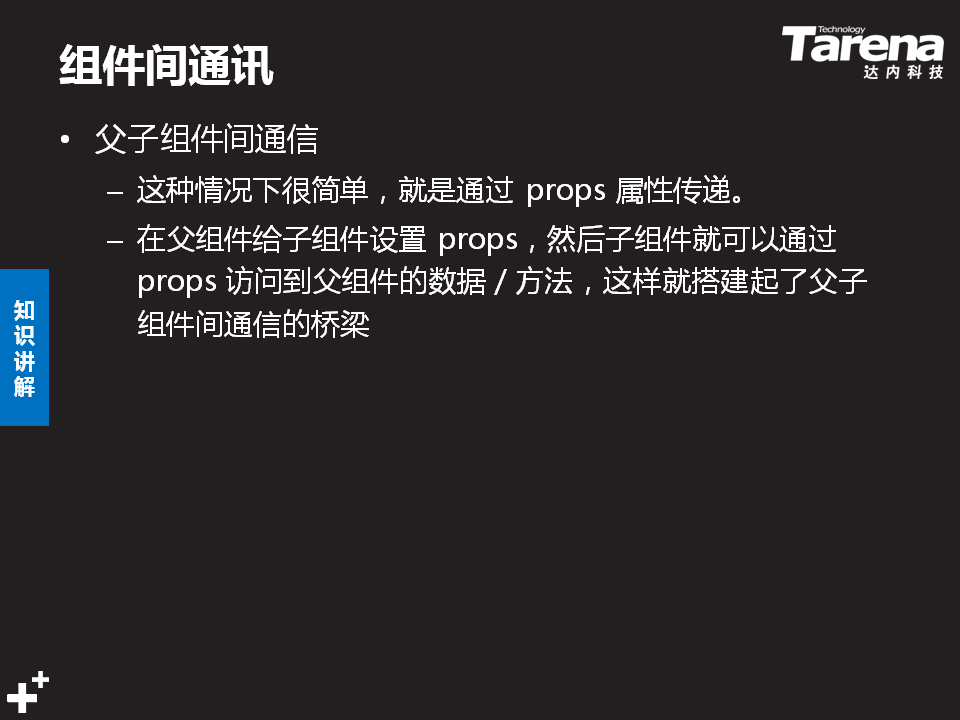 组件间通讯
Technology
Tarena
达内科技
• 父子组件间通信
– 这种情况下很简单，就是通过 props 属性传递。
– 在父组件给子组件设置 props，然后子组件就可以通过
props 访问到父组件的数据／方法，这样就搭建起了父子
组件间通信的桥梁
知识讲解